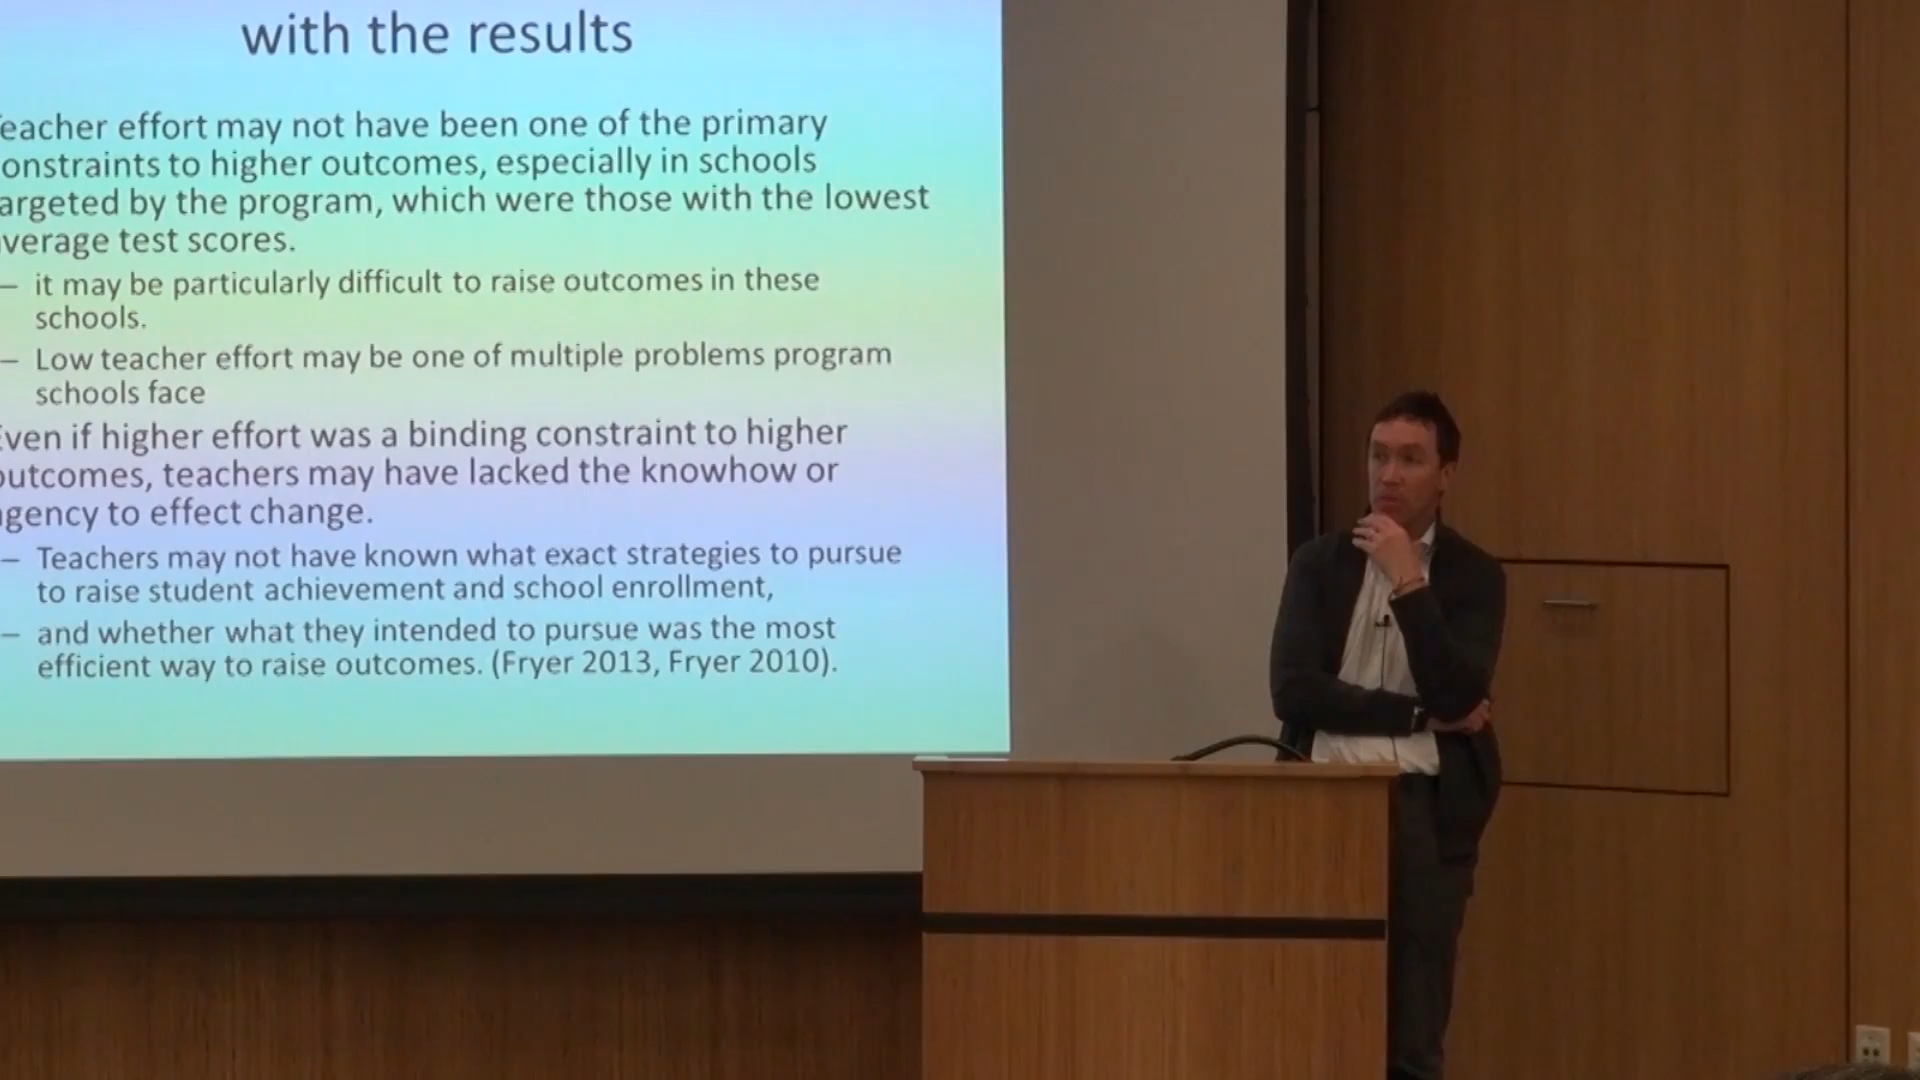 with the results
eacher effort may not have been one of the primary
onstraints to higher outcomes, especially in schools
argeted by the program, which were those with the lowest
verage test scores.
– it may be particularly difficult to raise outcomes in these
schools.
– Low teacher effort may be one of multiple problems program
schools face
ven if higher effort was a binding constraint to higher
outcomes, teachers may have lacked the knowhow or
agency to effect change.
– Teachers may not have known what exact strategies to pursue
to raise student achievement and school enrollment,
– and whether what they intended to pursue was the most
efficient way to raise outcomes. (Fryer 2013, Fryer 2010).